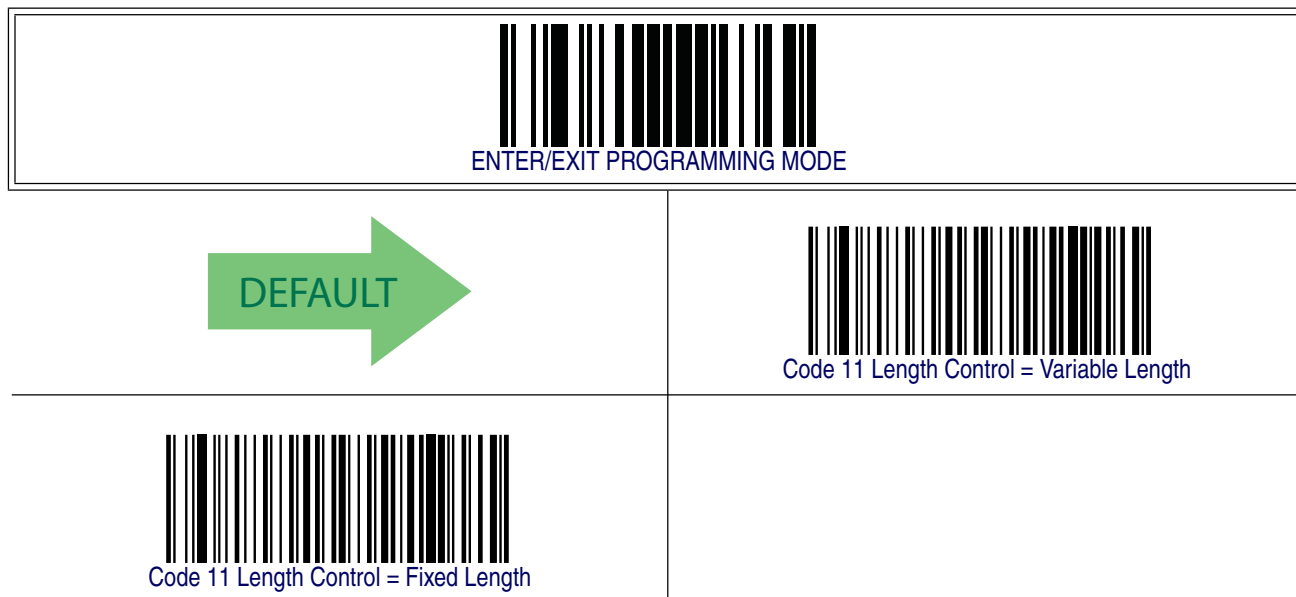 ENTER/EXIT PROGRAMMING MODE
DEFAULT
Code 11 Length Control = Variable Length
Code 11 Length Control = Fixed Length